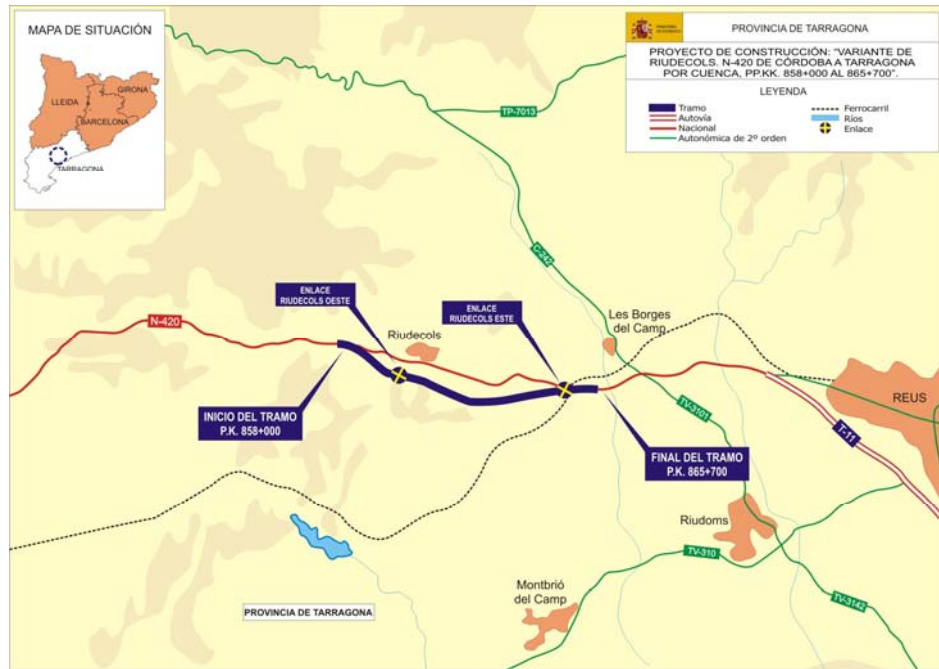 MAPA DE SITUACIÓN
LLEIDA
GIRONA
BARCELONA
TARRAGONA
PROVINCIA DE TARRAGONA
PROYECTO DE CONSTRUCCIÓN: "VARIANTE DE
RIUDECOLS. N-420 DE CÓRDOBA A TARRAGONA
POR CUENCA, PP.KK. 858+000 AL 865+700".
LEYENDA
Tramo
Autovía
Nacional
Autonómica de 2º orden
Ferrocarril
Ríos
Enlace
TP-7013
C-242
ENLACE
RIUDECOLS OESTE
ENLACE
RIUDECOLS ESTE
Les Borges
del Camp
N-420
Riudecols
INICIO DEL TRAMO
P.K. 858+000
FINAL DEL TRAMO
P.K. 865+700
TV-3101
REUS
T-11
Riudoms
TV-310
Montbrió
del Camp
TV-3142
PROVINCIA DE TARRAGONA